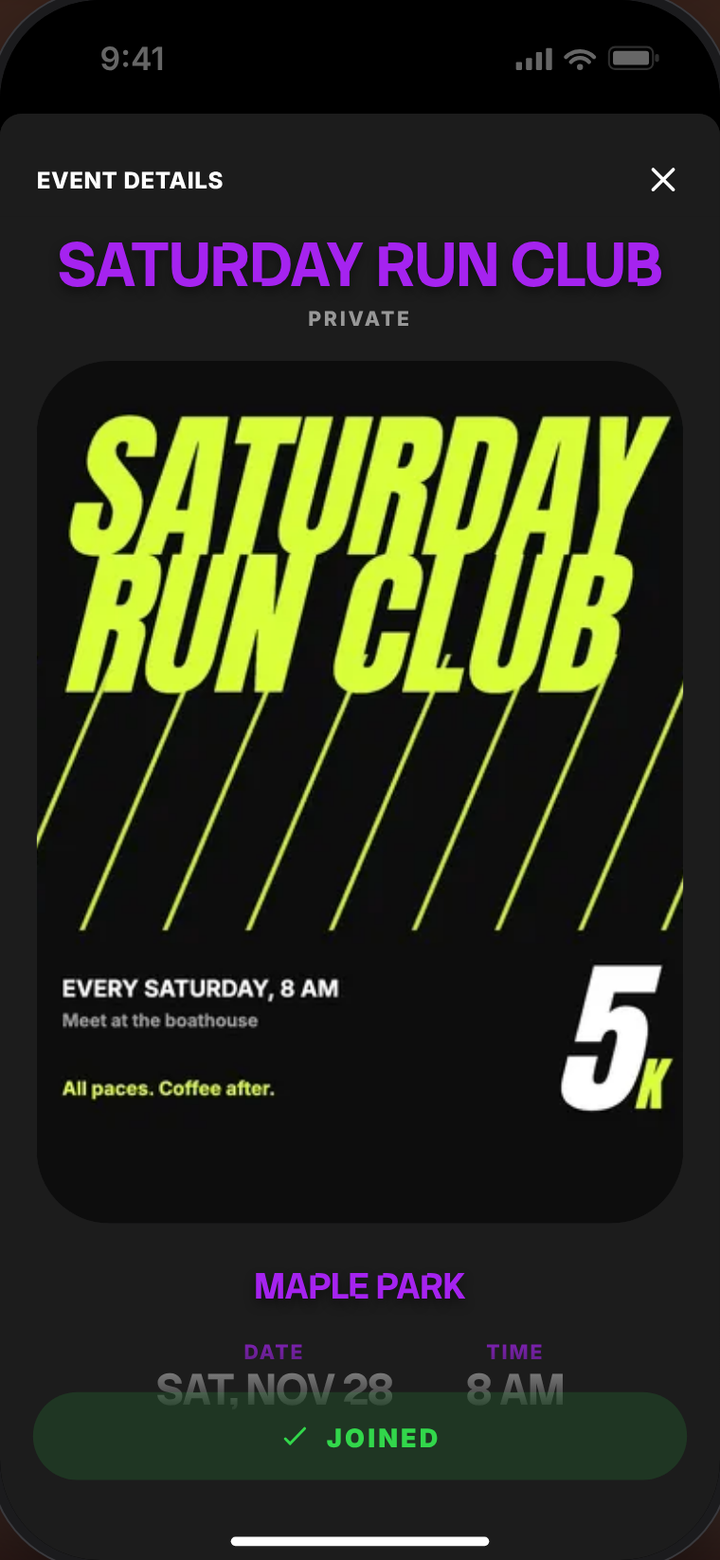 9:41
EVENT DETAILS
SATURDAY RUN CLUB
PRIVATE
SATURDAY
RUN CLUB
EVERY SATURDAY, 8 AM
Meet at the boathouse
All paces. Coffee after.
5K
MAPLE PARK
DATE TIME
SAT, NOV 28 8 AM
JOINED